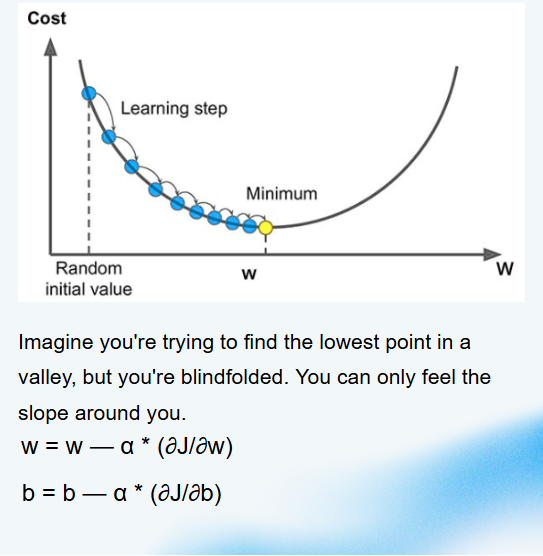 Cost
Learning step
Minimum
Random
initial value
w
W
Imagine you're trying to find the lowest point in a
valley, but you're blindfolded. You can only feel the
slope around you.
w = w — α * (∂J/∂w)
b = b — α * (∂J/∂b)